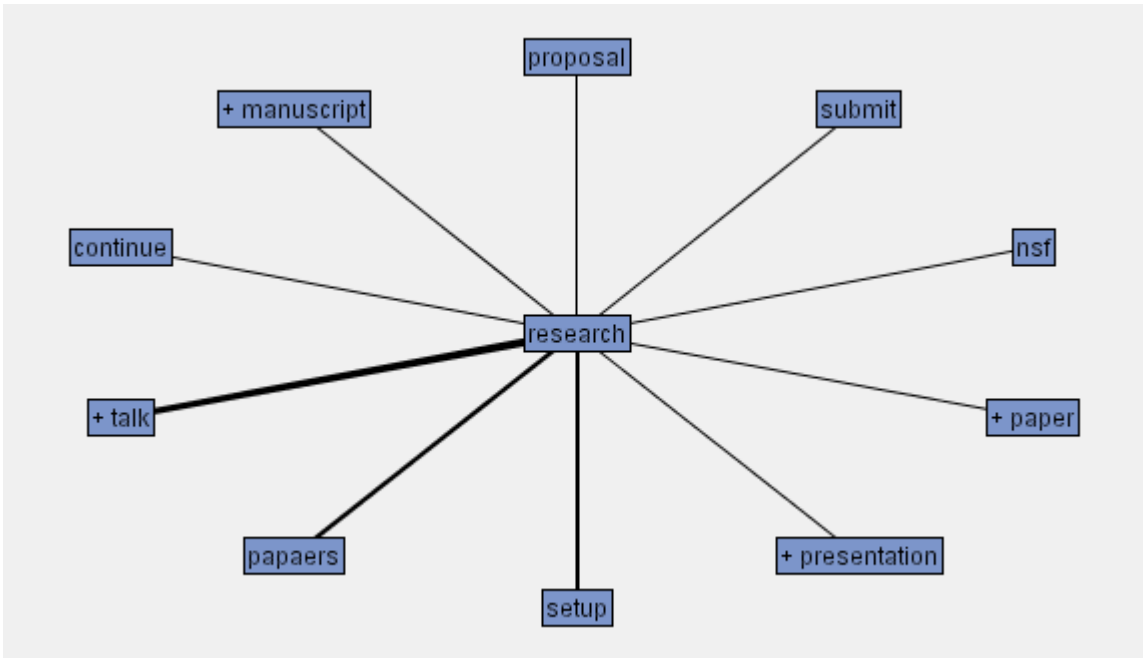 proposal
+ manuscript
submit
continue
nsf
research
+ talk
+ paper
papaers
+ presentation
setup